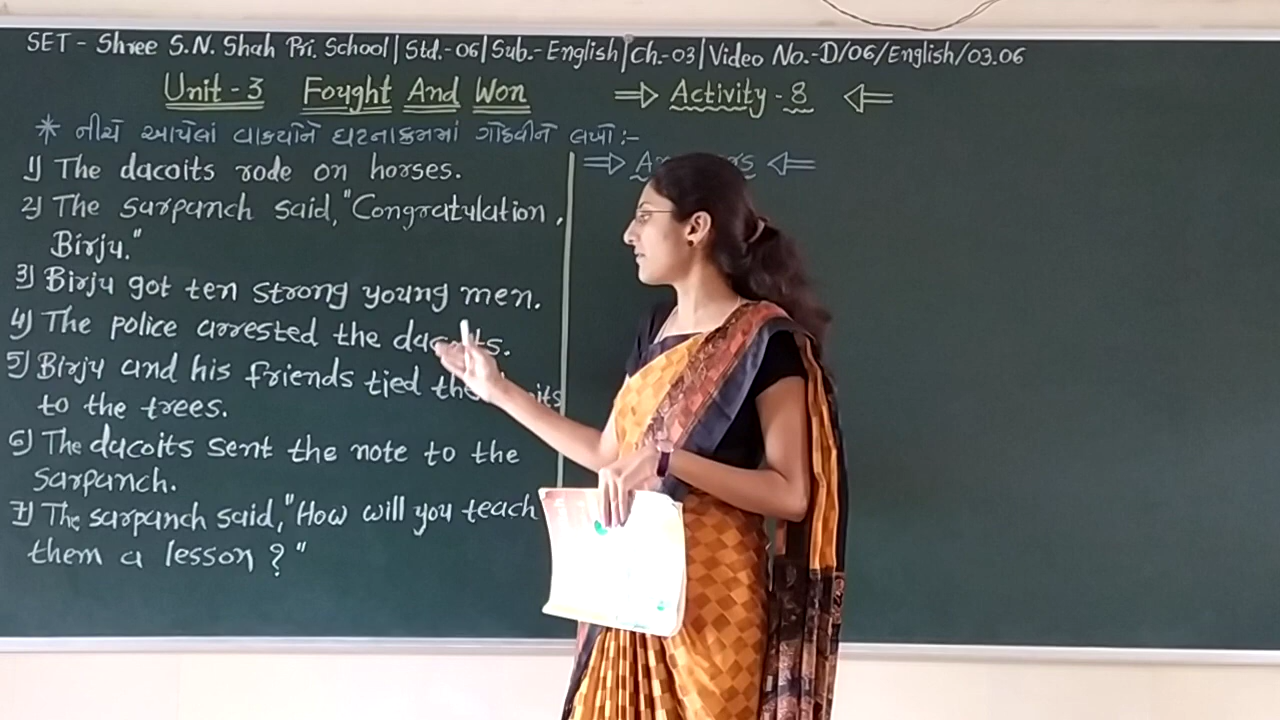 SET - Shree S.N. Shah Pri. School | Std.-06 | Sub.- English | Ch.-03 | Video No.-D/06/English/03.06
Unit - 3 Fought And Won ⇒ Activity - 8 ⇐
* નીચે આપેલાં વાક્યોને ઘટનાક્રમમાં ગોઠવીને લખો :-
1) The dacoits rode on horses.
2) The sarpanch said, "Congratulation,
Birju."
3) Birju got ten strong young men.
4) The police arrested the dacoits.
5) Birju and his friends tied the
to the trees.
6) The dacoits sent the note to the
sarpanch.
7) The sarpanch said, "How will you teach
them a lesson ? "